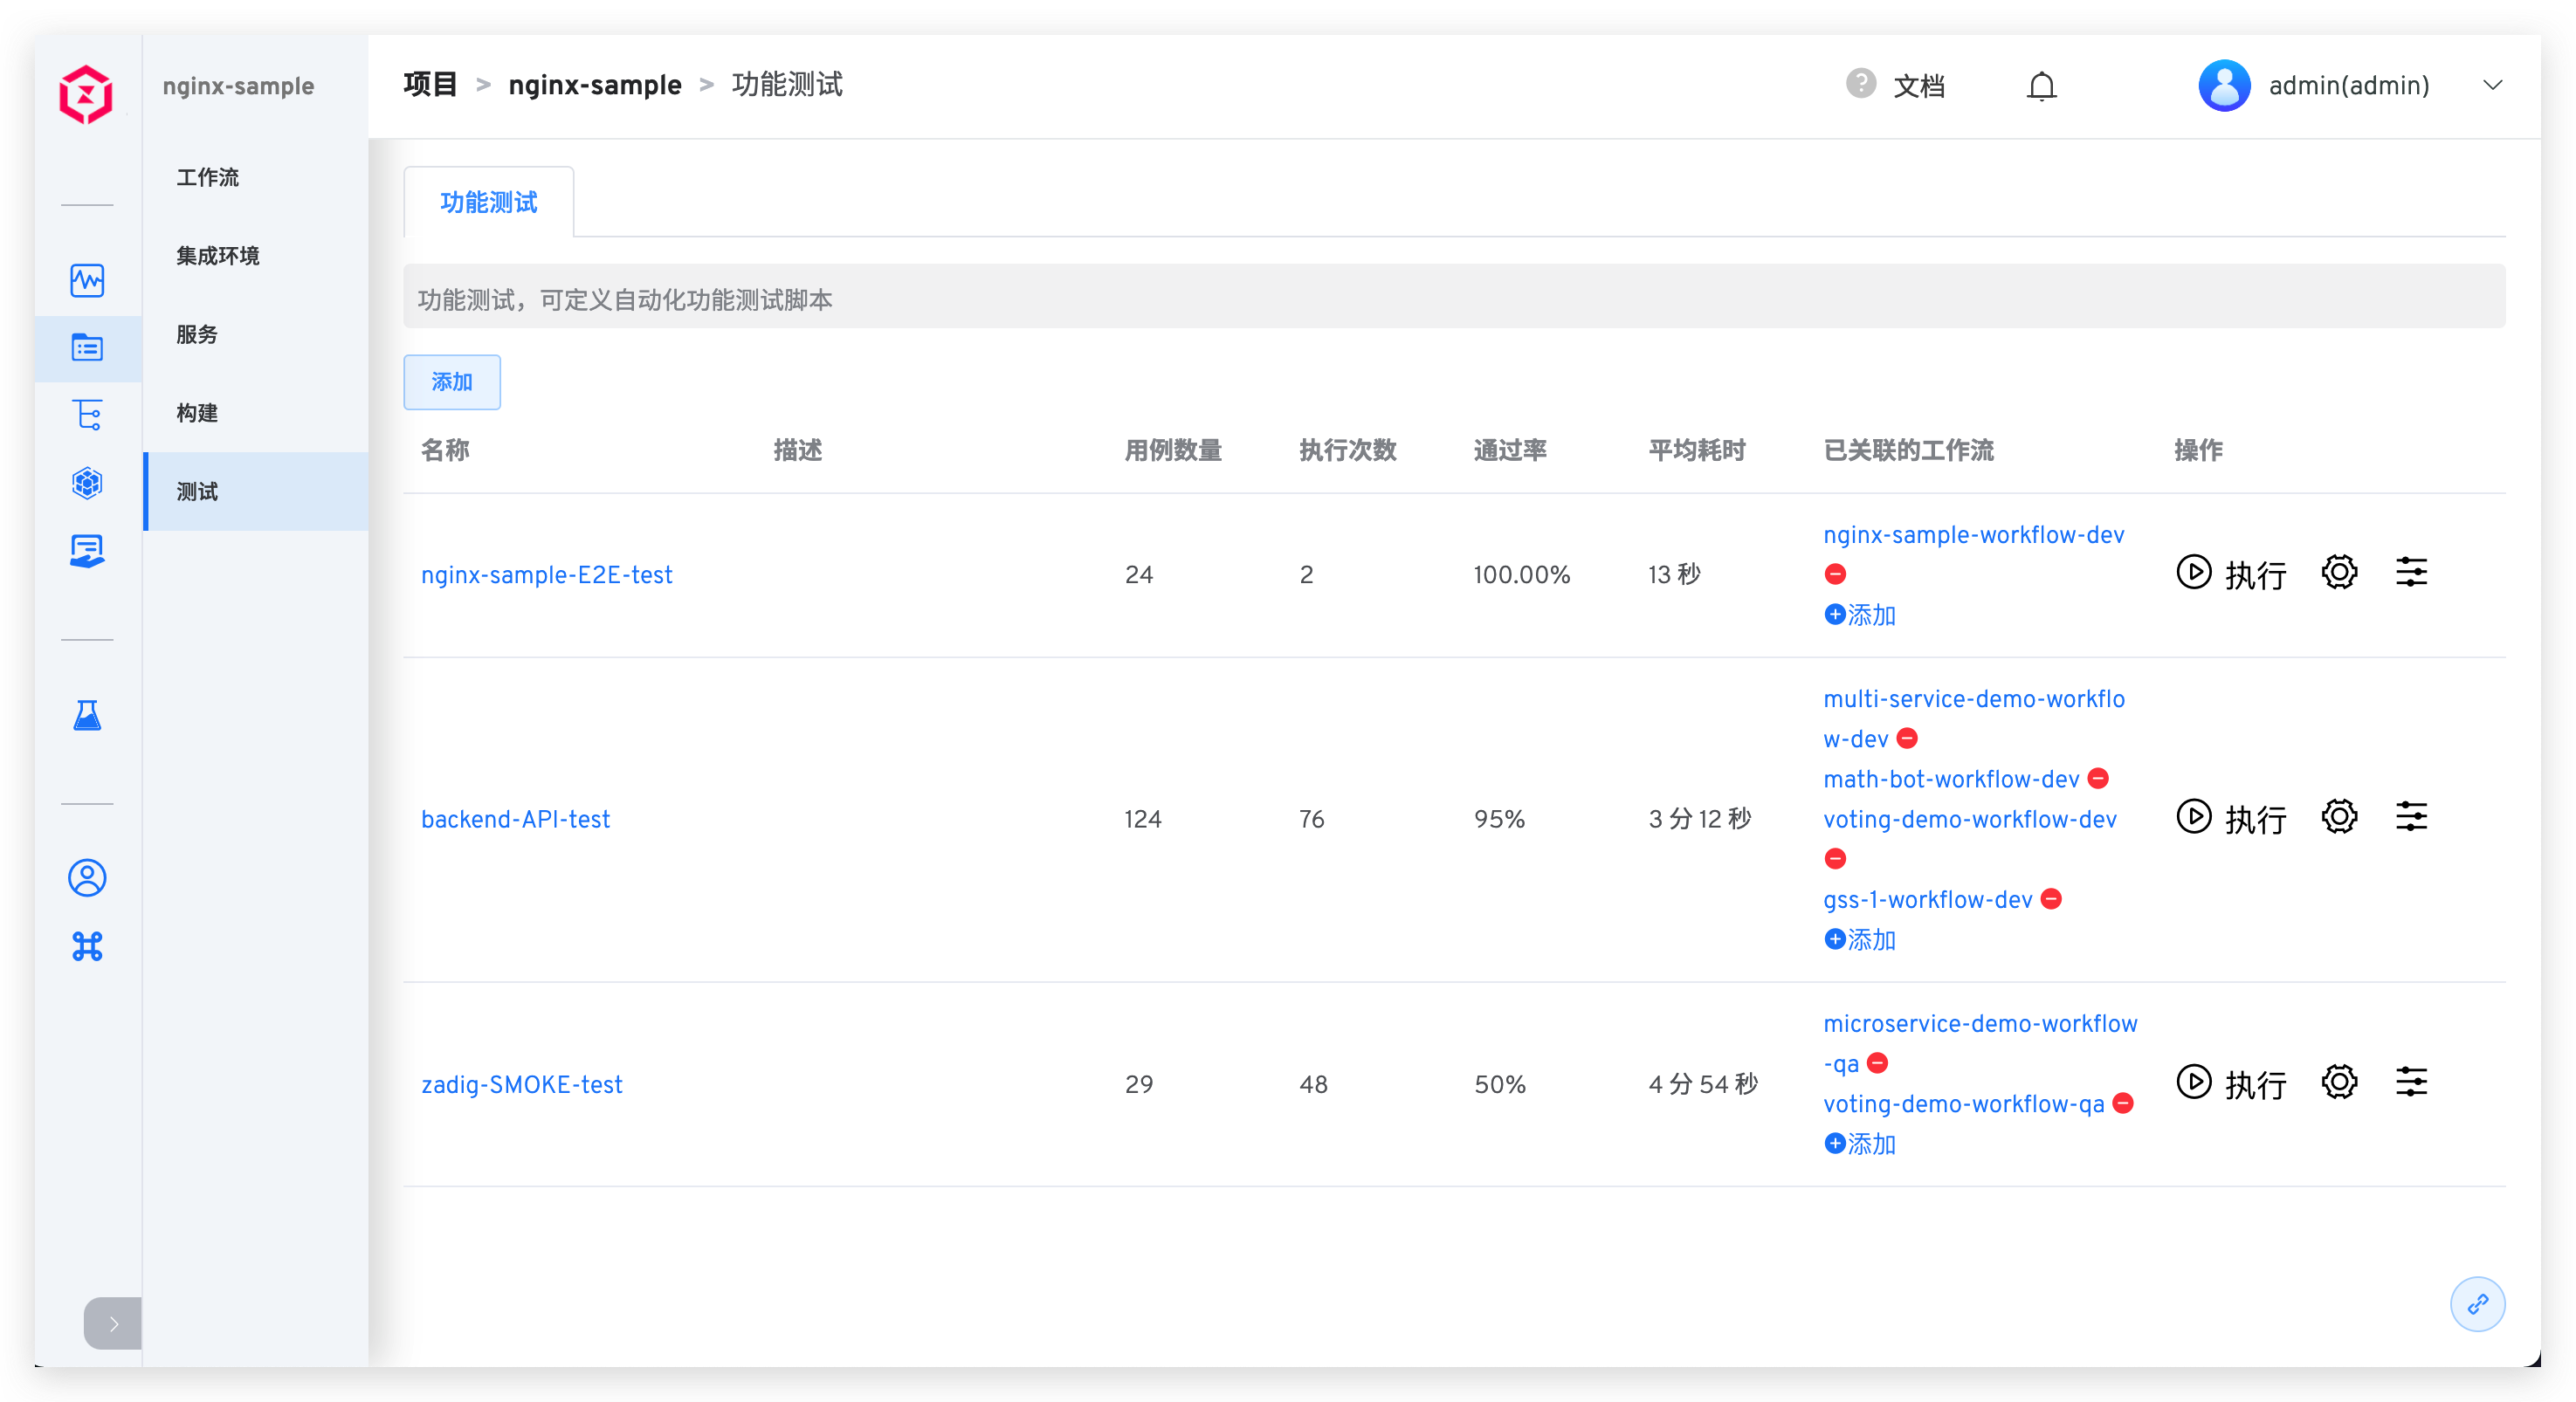 nginx-sample
项目 > nginx-sample > 功能测试
文档
admin(admin)
工作流
集成环境
服务
构建
测试
功能测试
功能测试，可定义自动化功能测试脚本
添加
名称 描述 用例数量 执行次数 通过率 平均耗时 已关联的工作流 操作
nginx-sample-E2E-test 24 2 100.00% 13 秒
nginx-sample-workflow-dev
添加
执行
backend-API-test 124 76 95% 3 分 12 秒
multi-service-demo-workflo
w-dev
math-bot-workflow-dev
voting-demo-workflow-dev
gss-1-workflow-dev
添加
执行
zadig-SMOKE-test 29 48 50% 4 分 54 秒
microservice-demo-workflow
-qa
voting-demo-workflow-qa
添加
执行